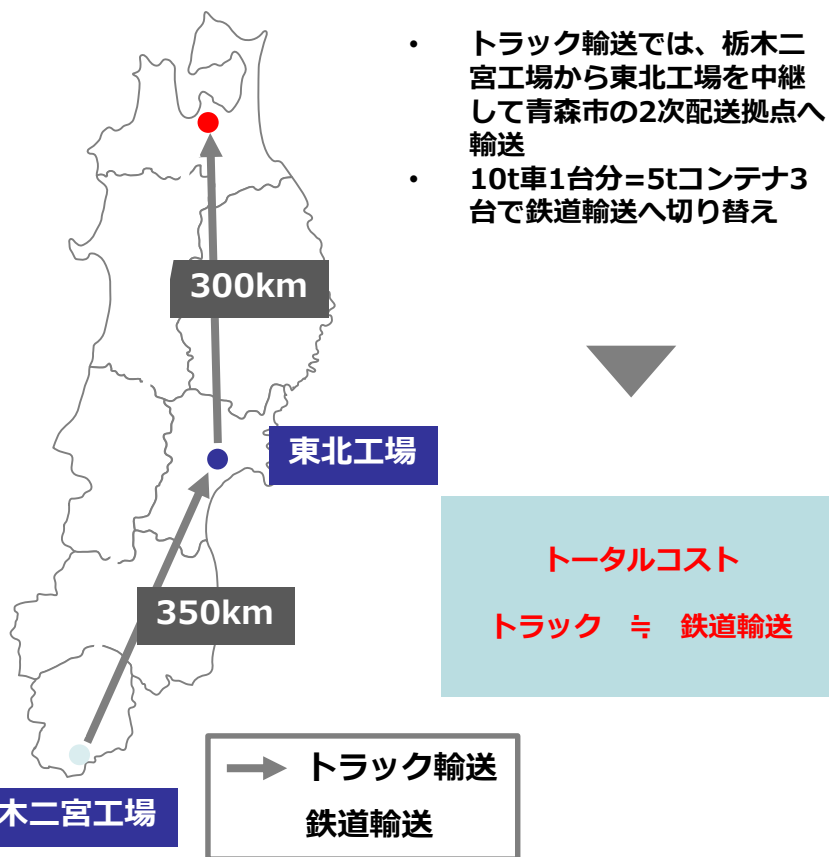 ・ トラック輸送では、栃木二
宮工場から東北工場を中継
して青森市の2次配送拠点へ
輸送
・ 10t車1台分=5tコンテナ3
台で鉄道輸送へ切り替え
300km
東北工場
350km
トータルコスト
トラック ≒ 鉄道輸送
トラック輸送
鉄道輸送
木二宮工場